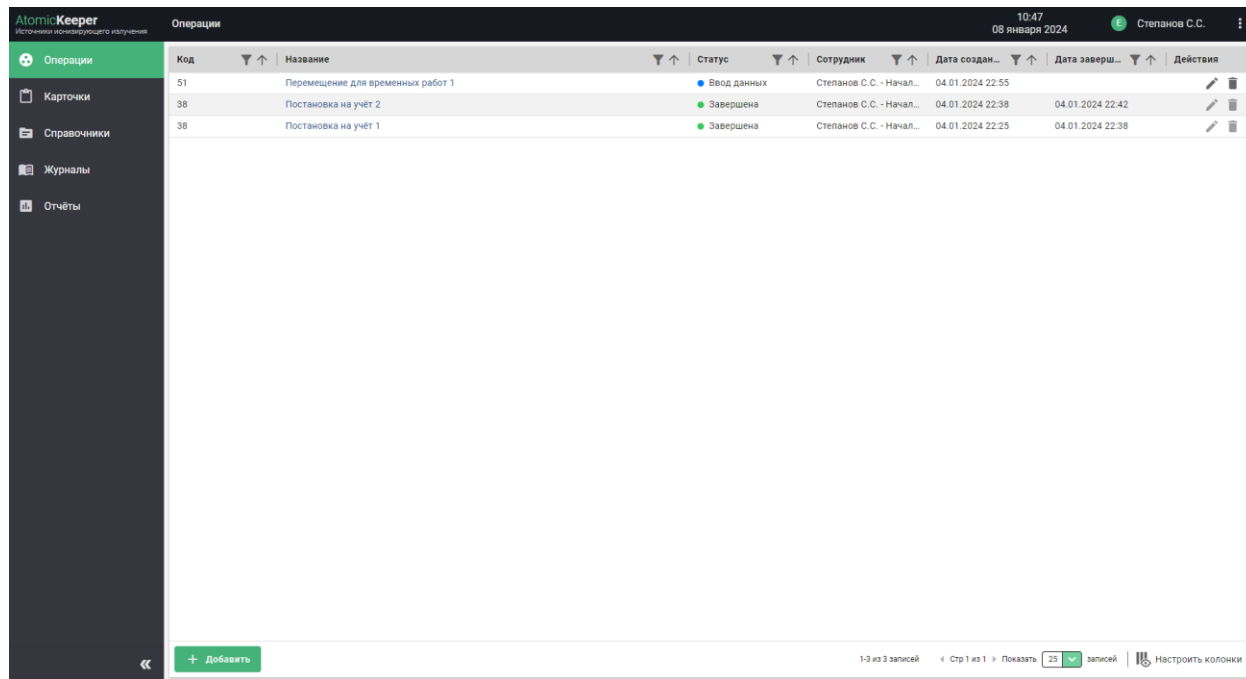 AtomicKeeper
Источники ионизирующего излучения
Операции
10:47
08 января 2024
E Степанов С.С.
Операции
Карточки
Справочники
Журналы
Отчёты
Код Название Статус Сотрудник Дата создан... Дата заверш... Действия
51 Перемещение для временных работ 1 Ввод данных Степанов С.С. - Начал... 04.01.2024 22:55
38 Постановка на учёт 2 Завершена Степанов С.С. - Начал... 04.01.2024 22:38 04.01.2024 22:42
38 Постановка на учёт 1 Завершена Степанов С.С. - Начал... 04.01.2024 22:25 04.01.2024 22:38
+ Добавить 1-3 из 3 записей Стр 1 из 1 Показать 25 записей Настроить колонки